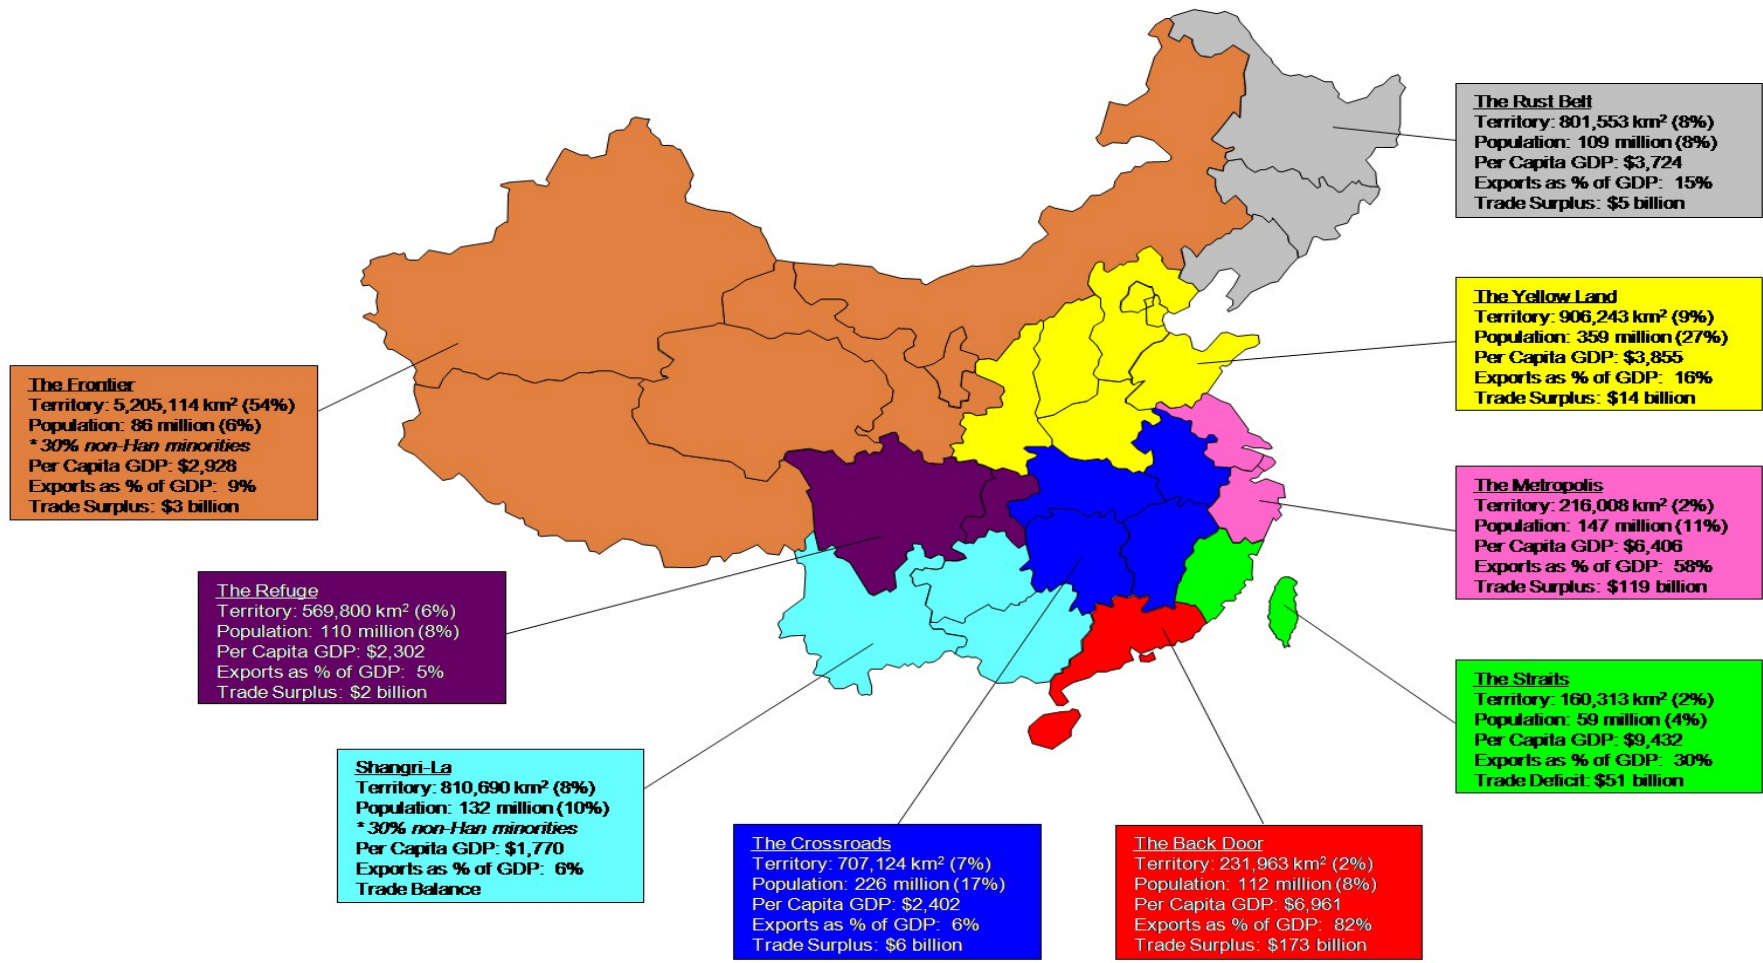 The Rust Belt
Territory: 801,553 km² (8%)
Population: 109 million (8%)
Per Capita GDP: $3,724
Exports as % of GDP: 15%
Trade Surplus: $5 billion
The Yellow Land
Territory: 906,243 km² (9%)
Population: 359 million (27%)
Per Capita GDP: $3,855
Exports as % of GDP: 16%
Trade Surplus: $14 billion
The Frontier
Territory: 5,205,114 km² (54%)
Population: 86 million (6%)
* 30% non-Han minorities
Per Capita GDP: $2,928
Exports as % of GDP: 9%
Trade Surplus: $3 billion
The Metropolis
Territory: 216,008 km² (2%)
Population: 147 million (11%)
Per Capita GDP: $6,406
Exports as % of GDP: 58%
Trade Surplus: $119 billion
The Refuge
Territory: 569,800 km² (6%)
Population: 110 million (8%)
Per Capita GDP: $2,302
Exports as % of GDP: 5%
Trade Surplus: $2 billion
The Straits
Territory: 160,313 km² (2%)
Population: 59 million (4%)
Per Capita GDP: $9,432
Exports as % of GDP: 30%
Trade Deficit: $51 billion
Shangri-La
Territory: 810,690 km² (8%)
Population: 132 million (10%)
* 30% non-Han minorities
Per Capita GDP: $1,770
Exports as % of GDP: 6%
Trade Balance
The Crossroads
Territory: 707,124 km² (7%)
Population: 226 million (17%)
Per Capita GDP: $2,402
Exports as % of GDP: 6%
Trade Surplus: $6 billion
The Back Door
Territory: 231,963 km² (2%)
Population: 112 million (8%)
Per Capita GDP: $6,961
Exports as % of GDP: 82%
Trade Surplus: $173 billion